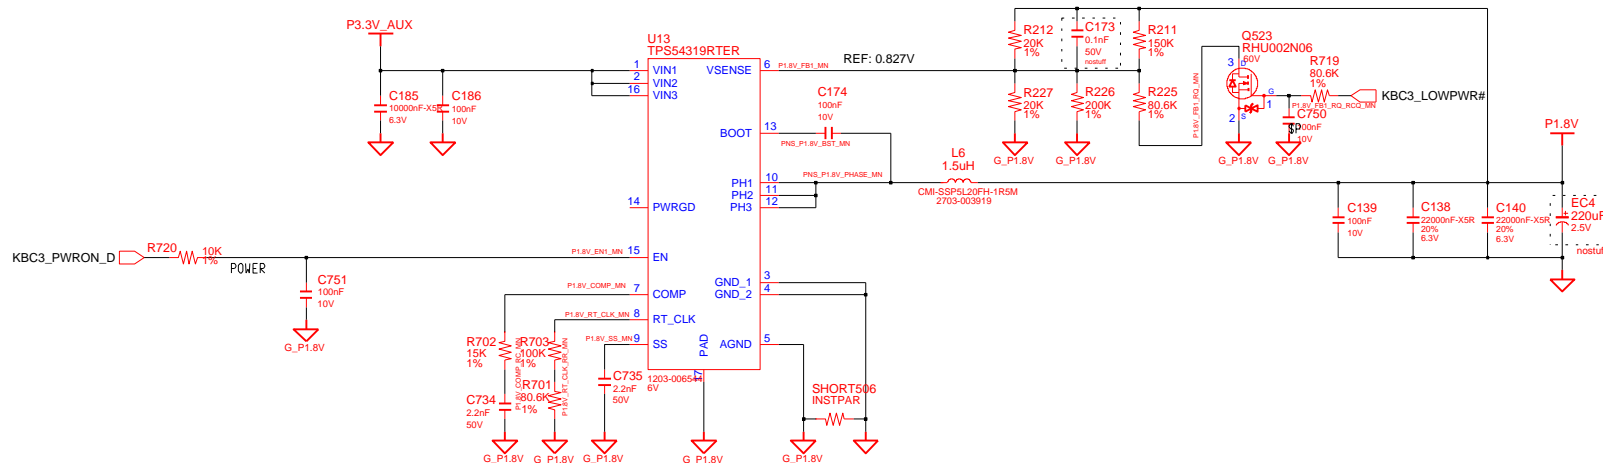 P3.3V_AUX
C185
10000nF-X5R
6.3V
C186
100nF
10V
U13
TPS54319RTER
1 VIN1
2 VIN2
16 VIN3
VSENSE 6
P1.8V_FB1_MN
REF: 0.827V
BOOT 13
PNS_P1.8V_BST_MN
C174
100nF
10V
PH1 10
PH2 11
PH3 12
PNS_P1.8V_PHASE_MN
L6
1.5uH
CMI-SSP5L20FH-1R5M
2703-003919
R212
20K
1%
C173
0.1nF
50V
nostuff
R211
150K
1%
R227
20K
1%
R226
200K
1%
R225
80.6K
1%
G_P1.8V
G_P1.8V
P1.8V_FB1_RQ_MN
Q523
RHU002N06
60V
3 D
G
1
2 S
R719
80.6K
1%
KBC3_LOWPWR#
P1.8V_FB1_RQ_RCQ_MN
C750
10V
G_P1.8V
G_P1.8V
P1.8V
C139
100nF
10V
C138
22000nF-X5R
20%
6.3V
C140
22000nF-X5R
20%
6.3V
EC4
220uF
2.5V
nostuff
14 PWRGD
KBC3_PWRON_D
R720
10K
1%
POWER
P1.8V_EN1_MN
15 EN
C751
100nF
10V
G_P1.8V
P1.8V_COMP_MN
7 COMP
P1.8V_RT_CLK_MN
8 RT_CLK
P1.8V_SS_MN
9 SS
GND_1 3
GND_2 4
AGND 5
PAD
17
1203-00654
6V
R702
15K
1%
P1.8V_COMP_RC_MN
C734
2.2nF
50V
R703
100K
1%
P1.8V_RT_CLK_RR_MN
R701
80.6K
1%
C735
2.2nF
50V
SHORT506
INSTPAR
G_P1.8V
G_P1.8V
G_P1.8V
G_P1.8V
G_P1.8V